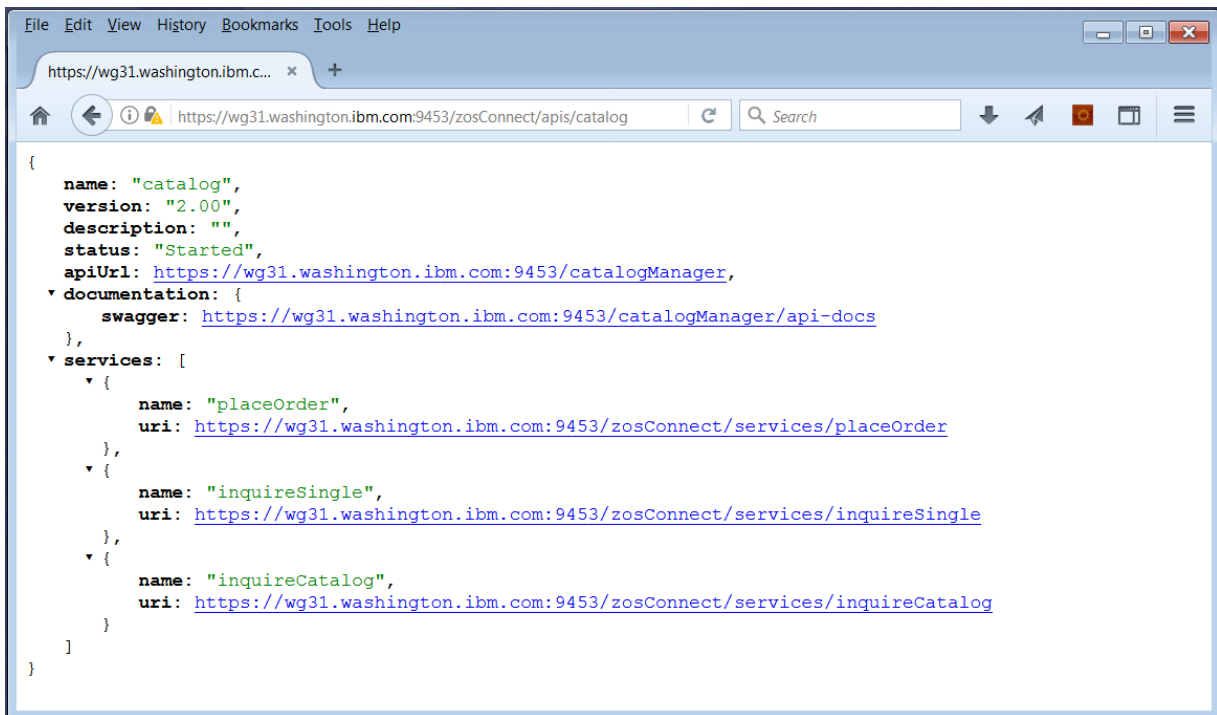 File Edit View History Bookmarks Tools Help
https://wg31.washington.ibm.c...
https://wg31.washington.ibm.com:9453/zosConnect/apis/catalog Search
{
name: "catalog",
version: "2.00",
description: "",
status: "Started",
apiUrl: https://wg31.washington.ibm.com:9453/catalogManager,
documentation: {
swagger: https://wg31.washington.ibm.com:9453/catalogManager/api-docs
},
services: [
{
name: "placeOrder",
uri: https://wg31.washington.ibm.com:9453/zosConnect/services/placeOrder
},
{
name: "inquireSingle",
uri: https://wg31.washington.ibm.com:9453/zosConnect/services/inquireSingle
},
{
name: "inquireCatalog",
uri: https://wg31.washington.ibm.com:9453/zosConnect/services/inquireCatalog
}
]
}